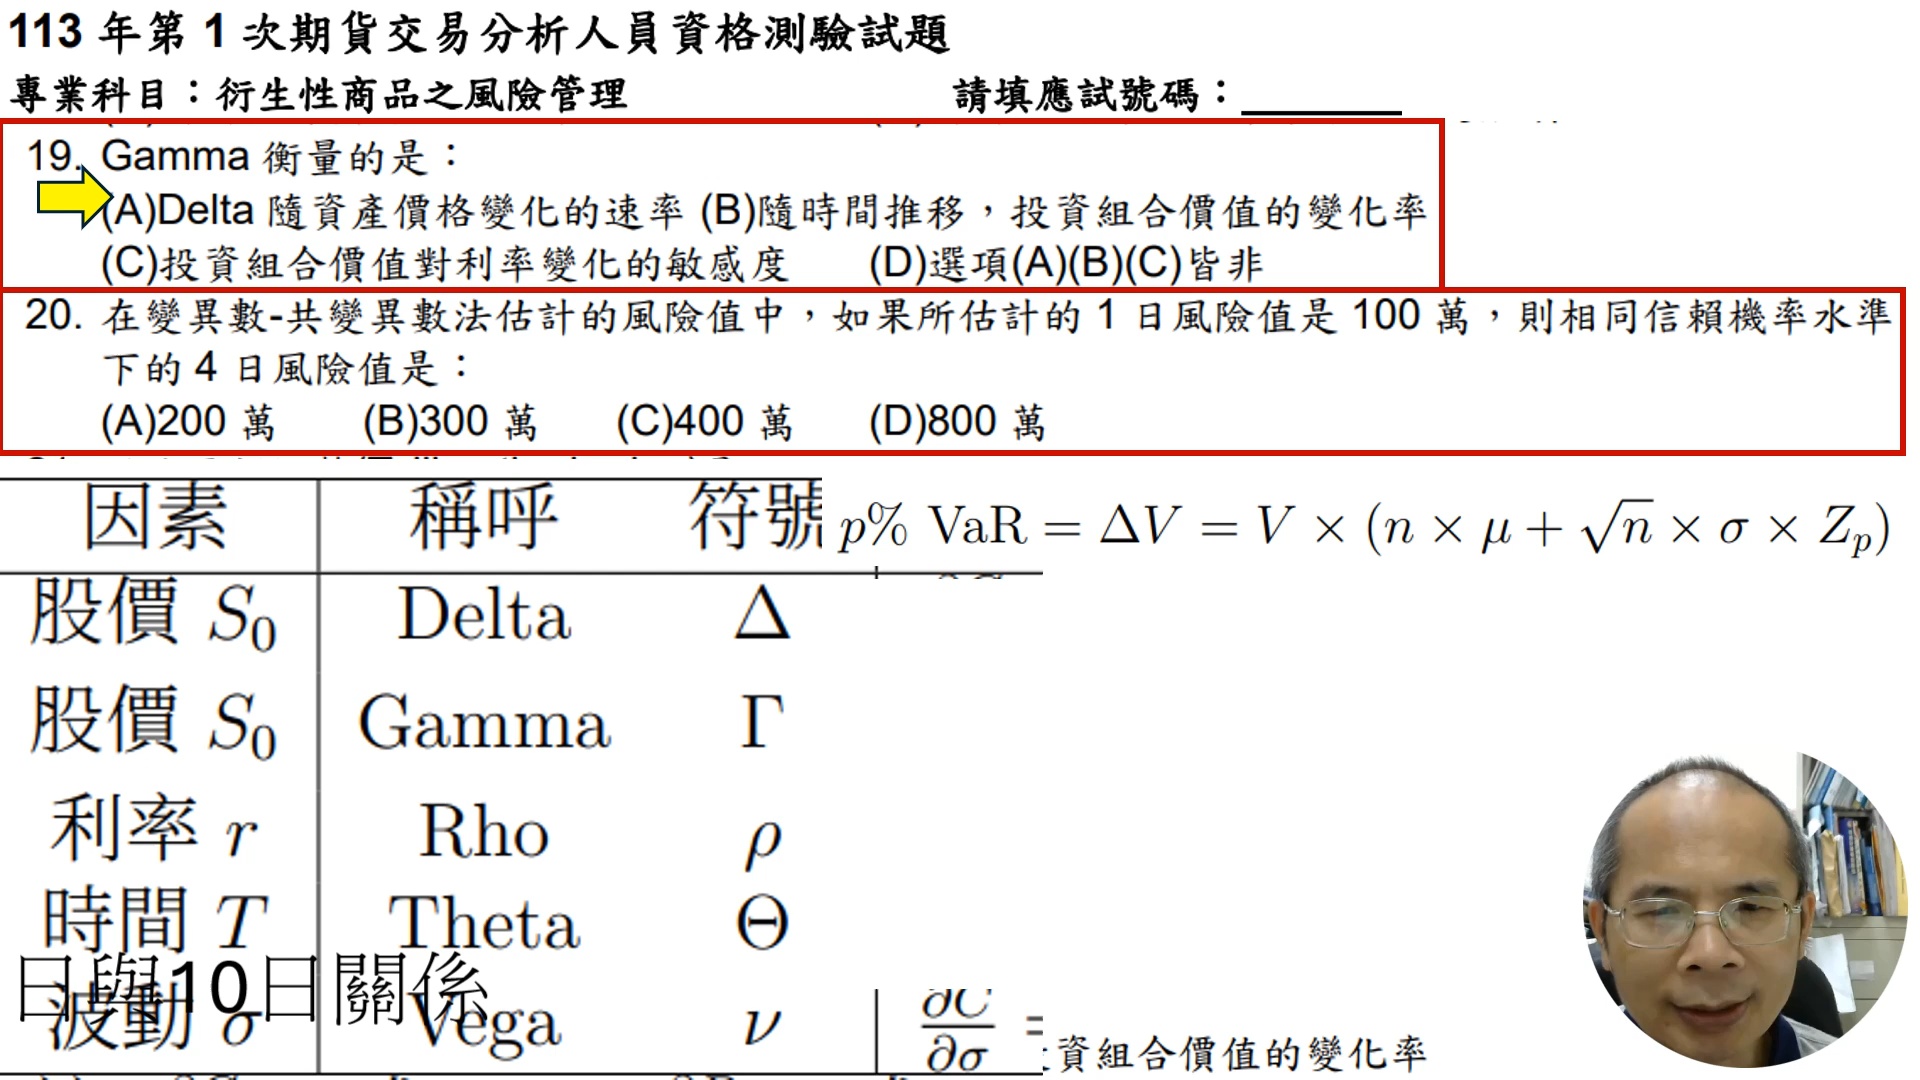 113 年第 1 次期貨交易分析人員資格測驗試題
專業科目：衍生性商品之風險管理 請填應試號碼：
19. Gamma 衡量的是：
(A)Delta 隨資產價格變化的速率 (B)隨時間推移，投資組合價值的變化率
(C)投資組合價值對利率變化的敏感度 (D)選項(A)(B)(C)皆非
20. 在變異數-共變異數法估計的風險值中，如果所估計的 1 日風險值是 100 萬，則相同信賴機率水準
下的 4 日風險值是：
(A)200 萬 (B)300 萬 (C)400 萬 (D)800 萬
因素 稱呼 符號
p% VaR = ΔV = V × (n × μ + √n × σ × Z_p)
股價 S₀ Delta Δ
股價 S₀ Gamma Γ
利率 r Rho ρ
時間 T Theta Θ
日與10日關係
波動 σ Vega ν ∂C/∂σ =
資組合價值的變化率